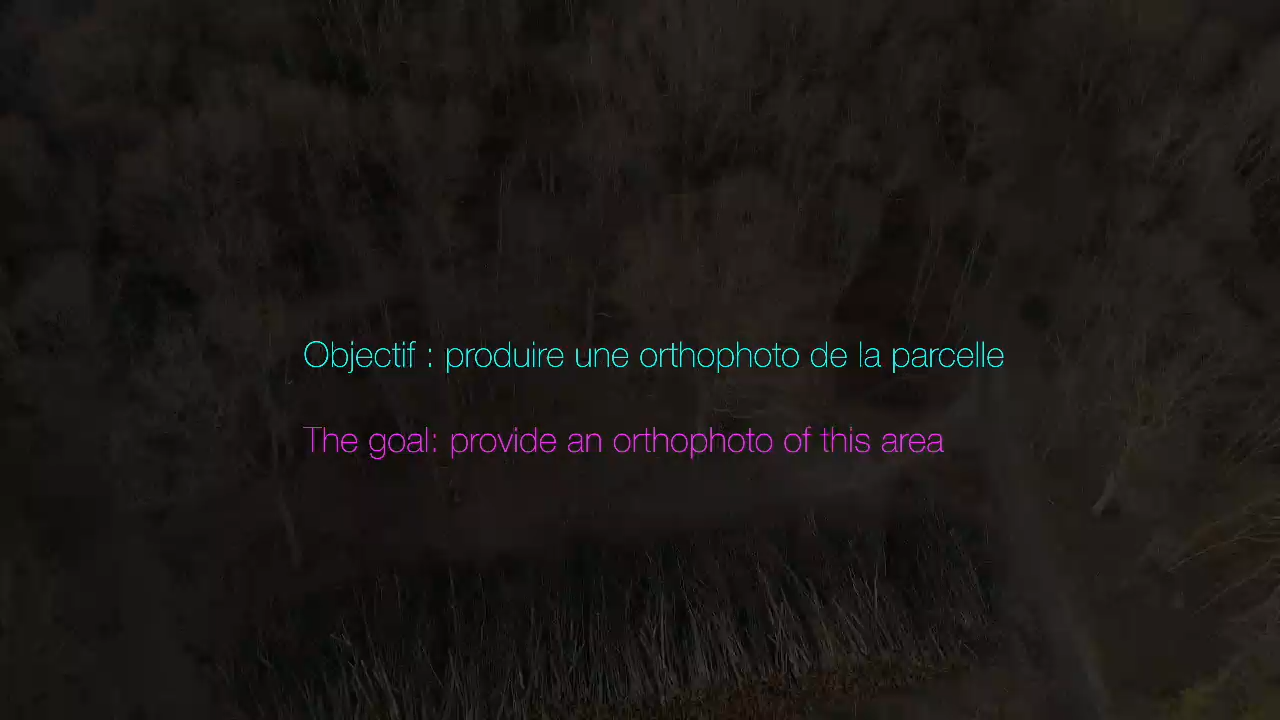 Objectif : produire une orthophoto de la parcelle
The goal: provide an orthophoto of this area